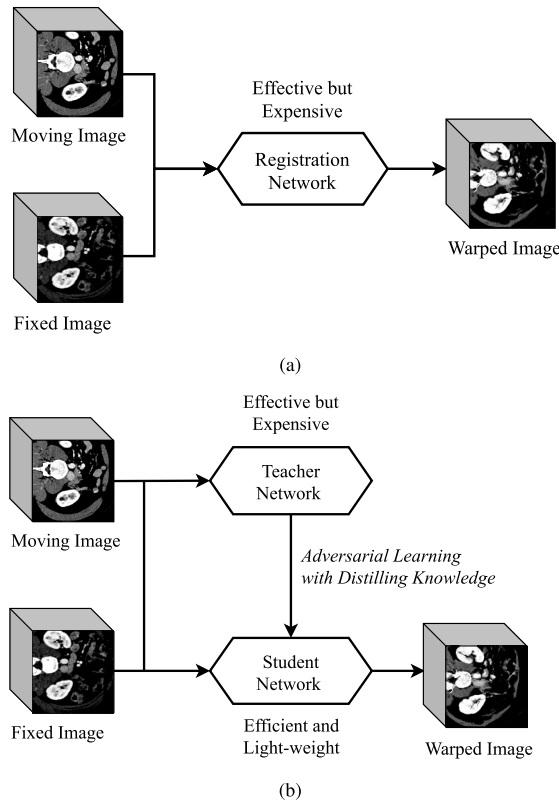 Moving Image
Effective but
Expensive
Registration
Network
Warped Image
Fixed Image
(a)
Effective but
Expensive
Teacher
Network
Moving Image
Adversarial Learning
with Distilling Knowledge
Student
Network
Fixed Image
Efficient and
Light-weight
Warped Image
(b)